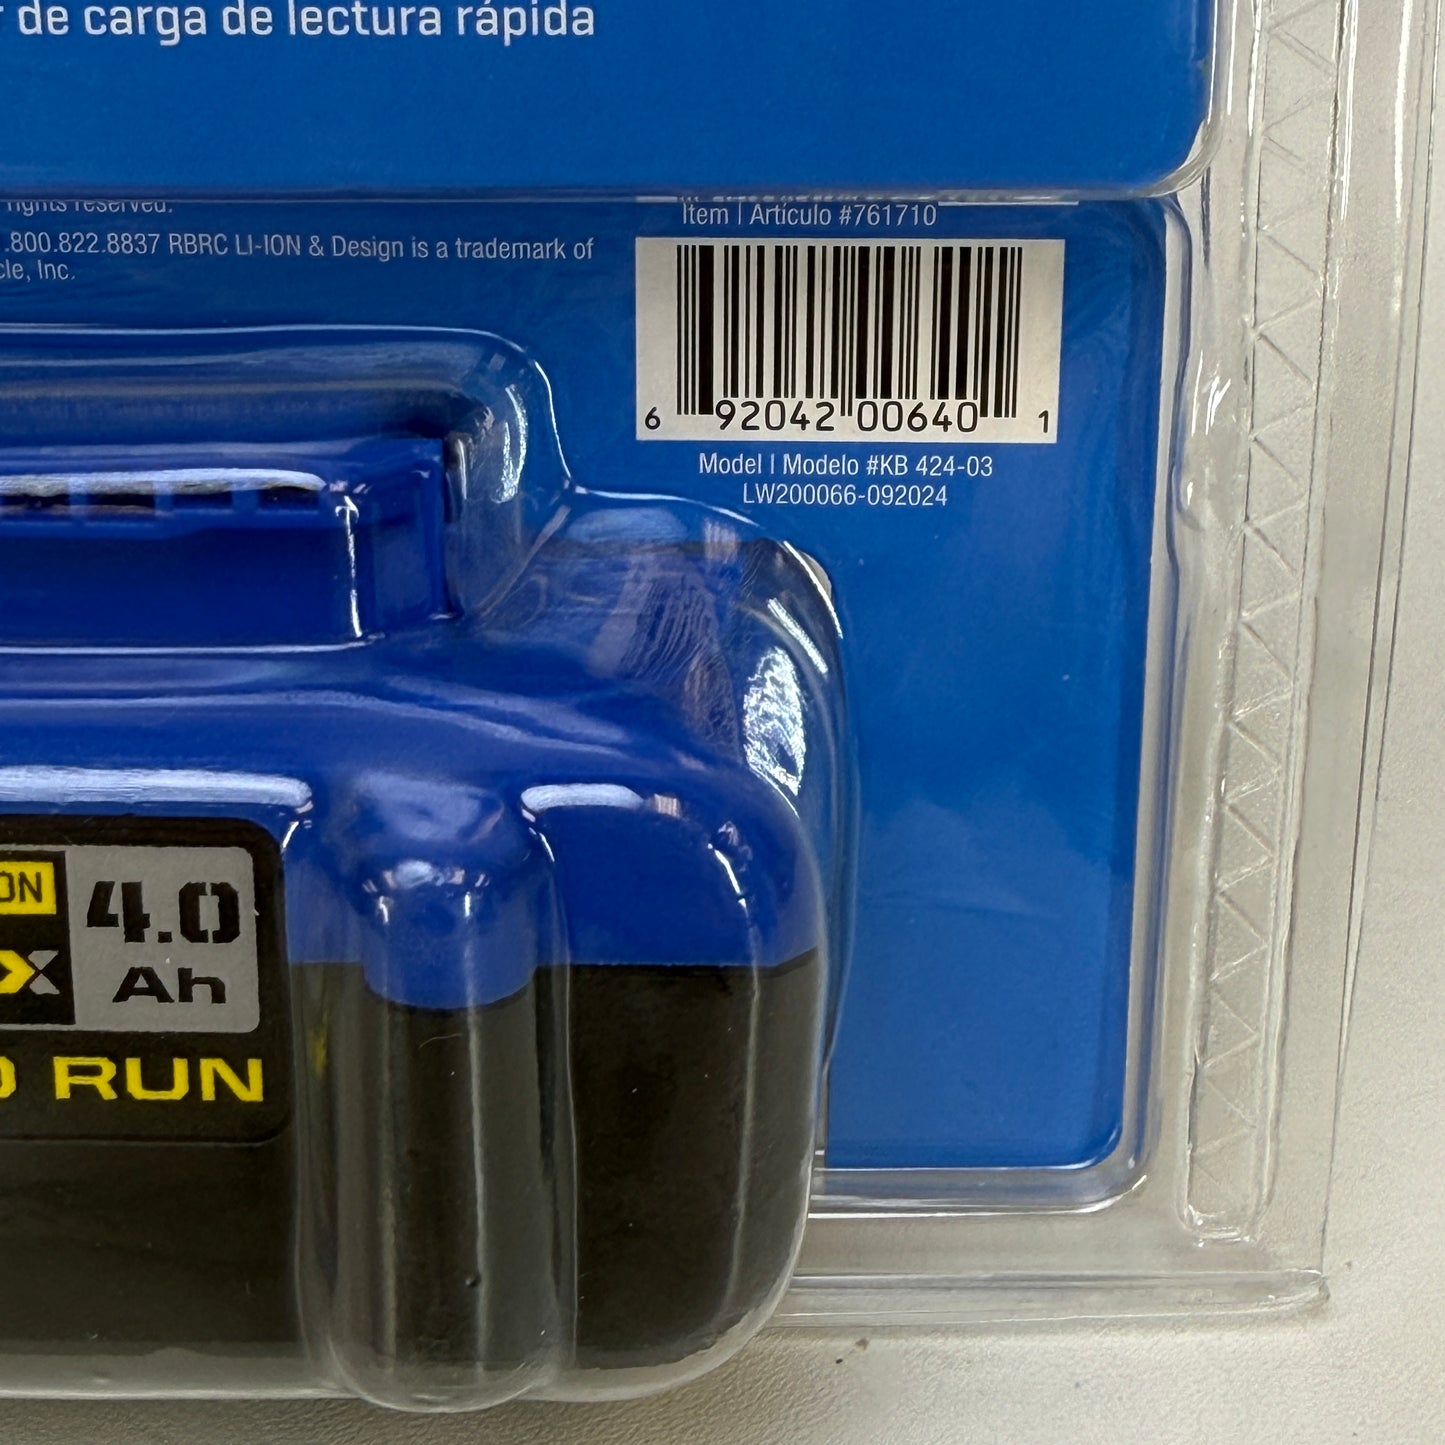 de carga de lectura rápida
rights reserved.
.800.822.8837 RBRC LI-ION & Design is a trademark of
cle, Inc.
Item | Artículo #761710
6 92042 00640 1
Model | Modelo #KB 424-03
LW200066-092024
ON
4.0
X
Ah
RUN